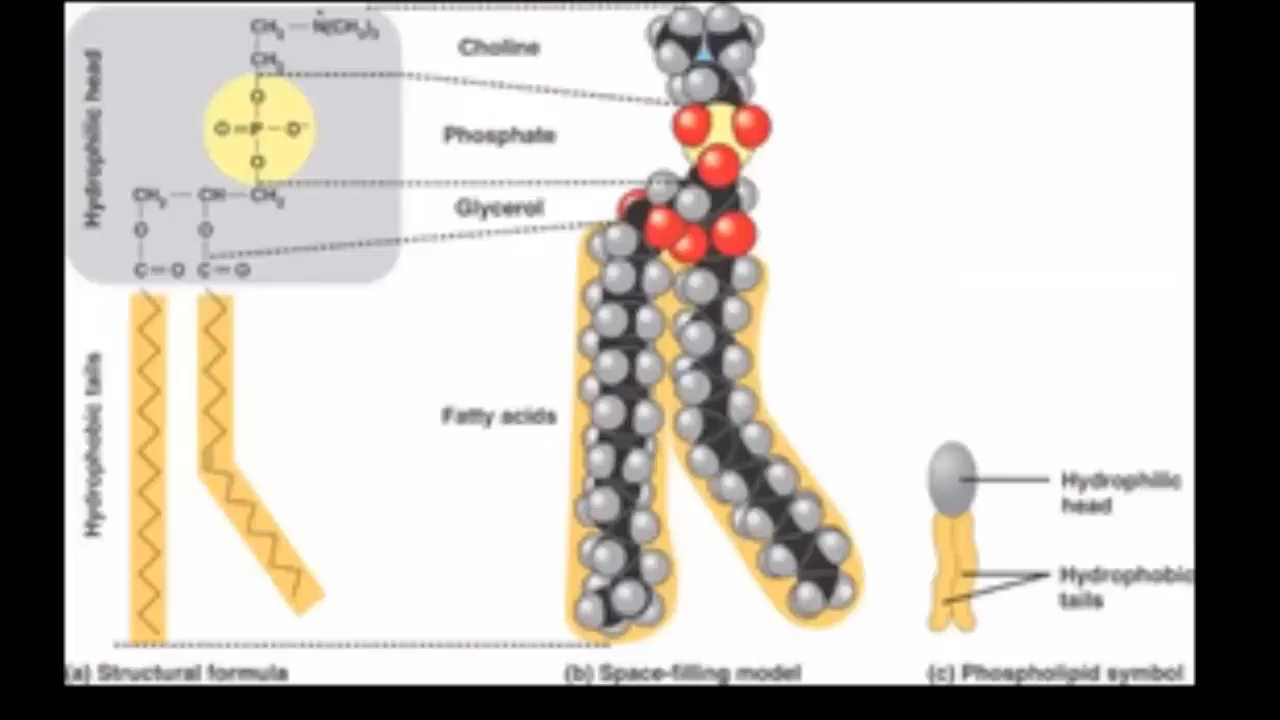 Hydrophilic head
CH₂ — N(CH₃)₃
+
CH₂
O
O = P — O⁻
O
CH₂ — CH — CH₂
O O
C = O C = O
Hydrophobic tails
Choline
Phosphate
Glycerol
Fatty acids
Hydrophilic
head
Hydrophobic
tails
(a) Structural formula
(b) Space-filling model
(c) Phospholipid symbol